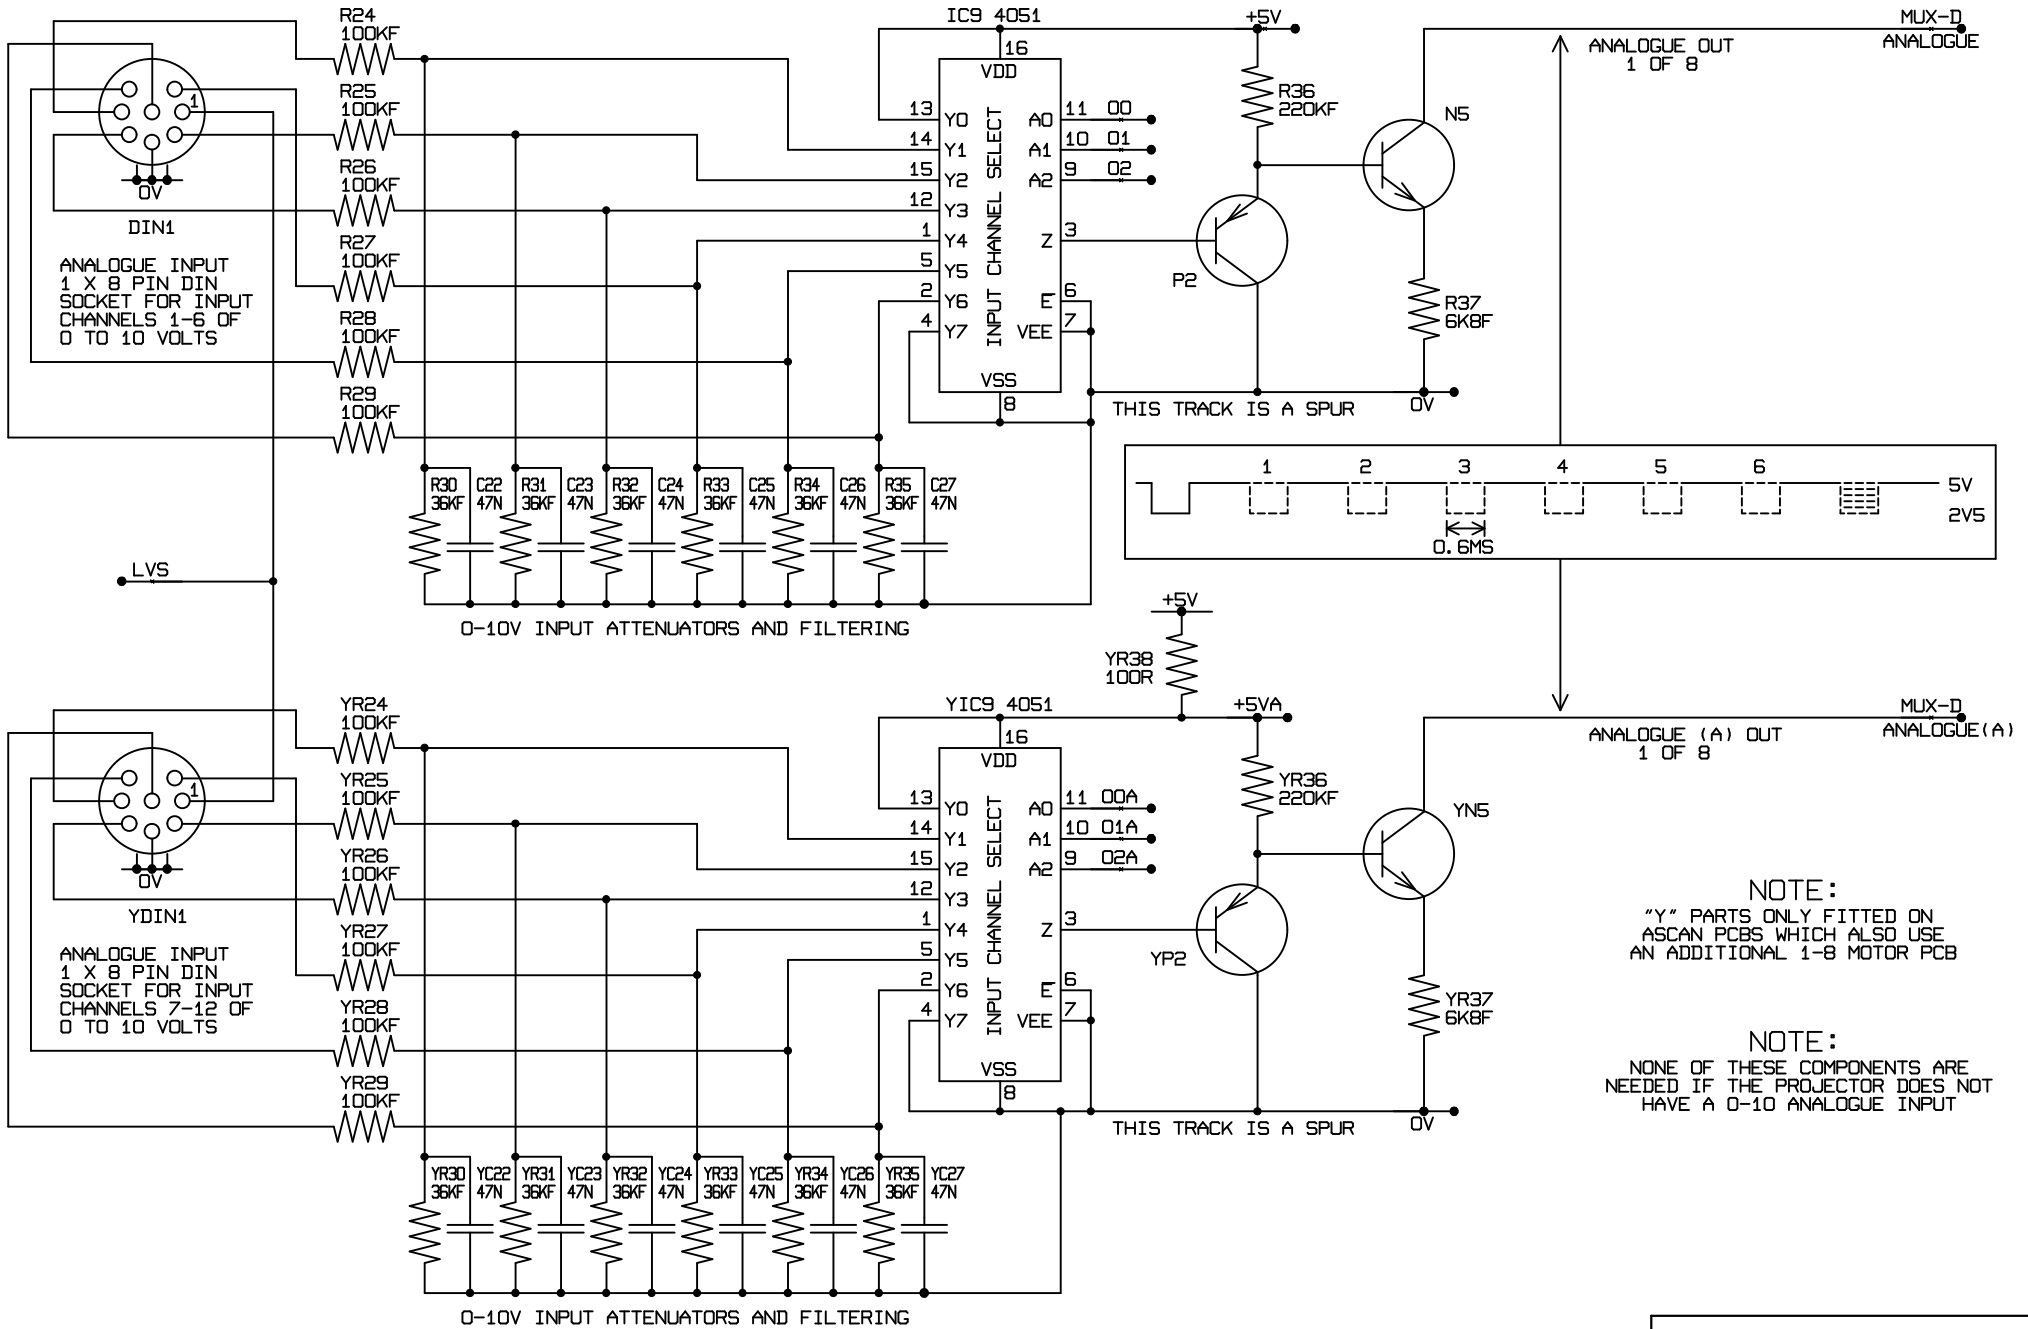 R24
100KF
R25
100KF
R26
100KF
R27
100KF
R28
100KF
R29
100KF
1
0V
DIN1
ANALOGUE INPUT
1 X 8 PIN DIN
SOCKET FOR INPUT
CHANNELS 1-6 OF
0 TO 10 VOLTS
IC9 4051
16
VDD
13 Y0
14 Y1
15 Y2
12 Y3
1 Y4
5 Y5
2 Y6
4 Y7
INPUT CHANNEL SELECT
A0 11 00
A1 10 01
A2 9 02
Z 3
E 6
VEE 7
VSS
8
+5V
R36
220KF
P2
N5
R37
6K8F
0V
THIS TRACK IS A SPUR
ANALOGUE OUT
1 OF 8
MUX-D
ANALOGUE
1 2 3 4 5 6
5V
2V5
0.6MS
R30
36KF
C22
47N
R31
36KF
C23
47N
R32
36KF
C24
47N
R33
36KF
C25
47N
R34
36KF
C26
47N
R35
36KF
C27
47N
0-10V INPUT ATTENUATORS AND FILTERING
LVS
+5V
YR38
100R
YR24
100KF
YR25
100KF
YR26
100KF
YR27
100KF
YR28
100KF
YR29
100KF
1
0V
YDIN1
ANALOGUE INPUT
1 X 8 PIN DIN
SOCKET FOR INPUT
CHANNELS 7-12 OF
0 TO 10 VOLTS
YIC9 4051
16
VDD
13 Y0
14 Y1
15 Y2
12 Y3
1 Y4
5 Y5
2 Y6
4 Y7
INPUT CHANNEL SELECT
A0 11 00A
A1 10 01A
A2 9 02A
Z 3
E 6
VEE 7
VSS
8
+5VA
YR36
220KF
YP2
YN5
YR37
6K8F
0V
THIS TRACK IS A SPUR
ANALOGUE (A) OUT
1 OF 8
MUX-D
ANALOGUE(A)
NOTE:
"Y" PARTS ONLY FITTED ON
ASCAN PCBS WHICH ALSO USE
AN ADDITIONAL 1-8 MOTOR PCB
NOTE:
NONE OF THESE COMPONENTS ARE
NEEDED IF THE PROJECTOR DOES NOT
HAVE A 0-10 ANALOGUE INPUT
YR30
36KF
YC22
47N
YR31
36KF
YC23
47N
YR32
36KF
YC24
47N
YR33
36KF
YC25
47N
YR34
36KF
YC26
47N
YR35
36KF
YC27
47N
0-10V INPUT ATTENUATORS AND FILTERING